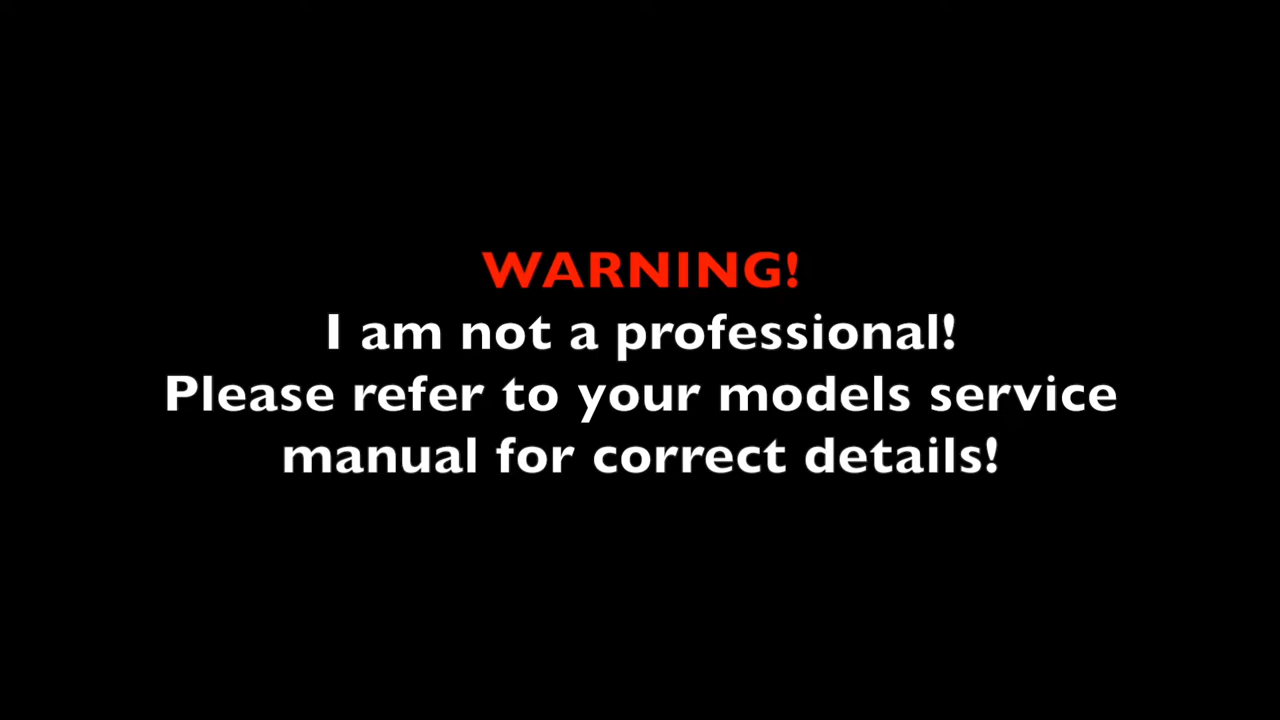 WARNING!
I am not a professional!
Please refer to your models service
manual for correct details!